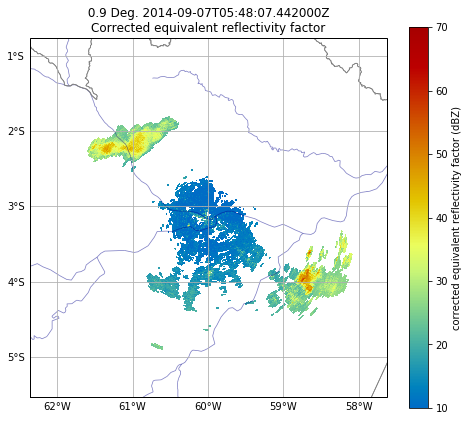 0.9 Deg. 2014-09-07T05:48:07.442000Z
Corrected equivalent reflectivity factor
1°S
2°S
3°S
4°S
5°S
62°W 61°W 60°W 59°W 58°W
70
60
50
40
30
20
10
corrected equivalent reflectivity factor (dBZ)